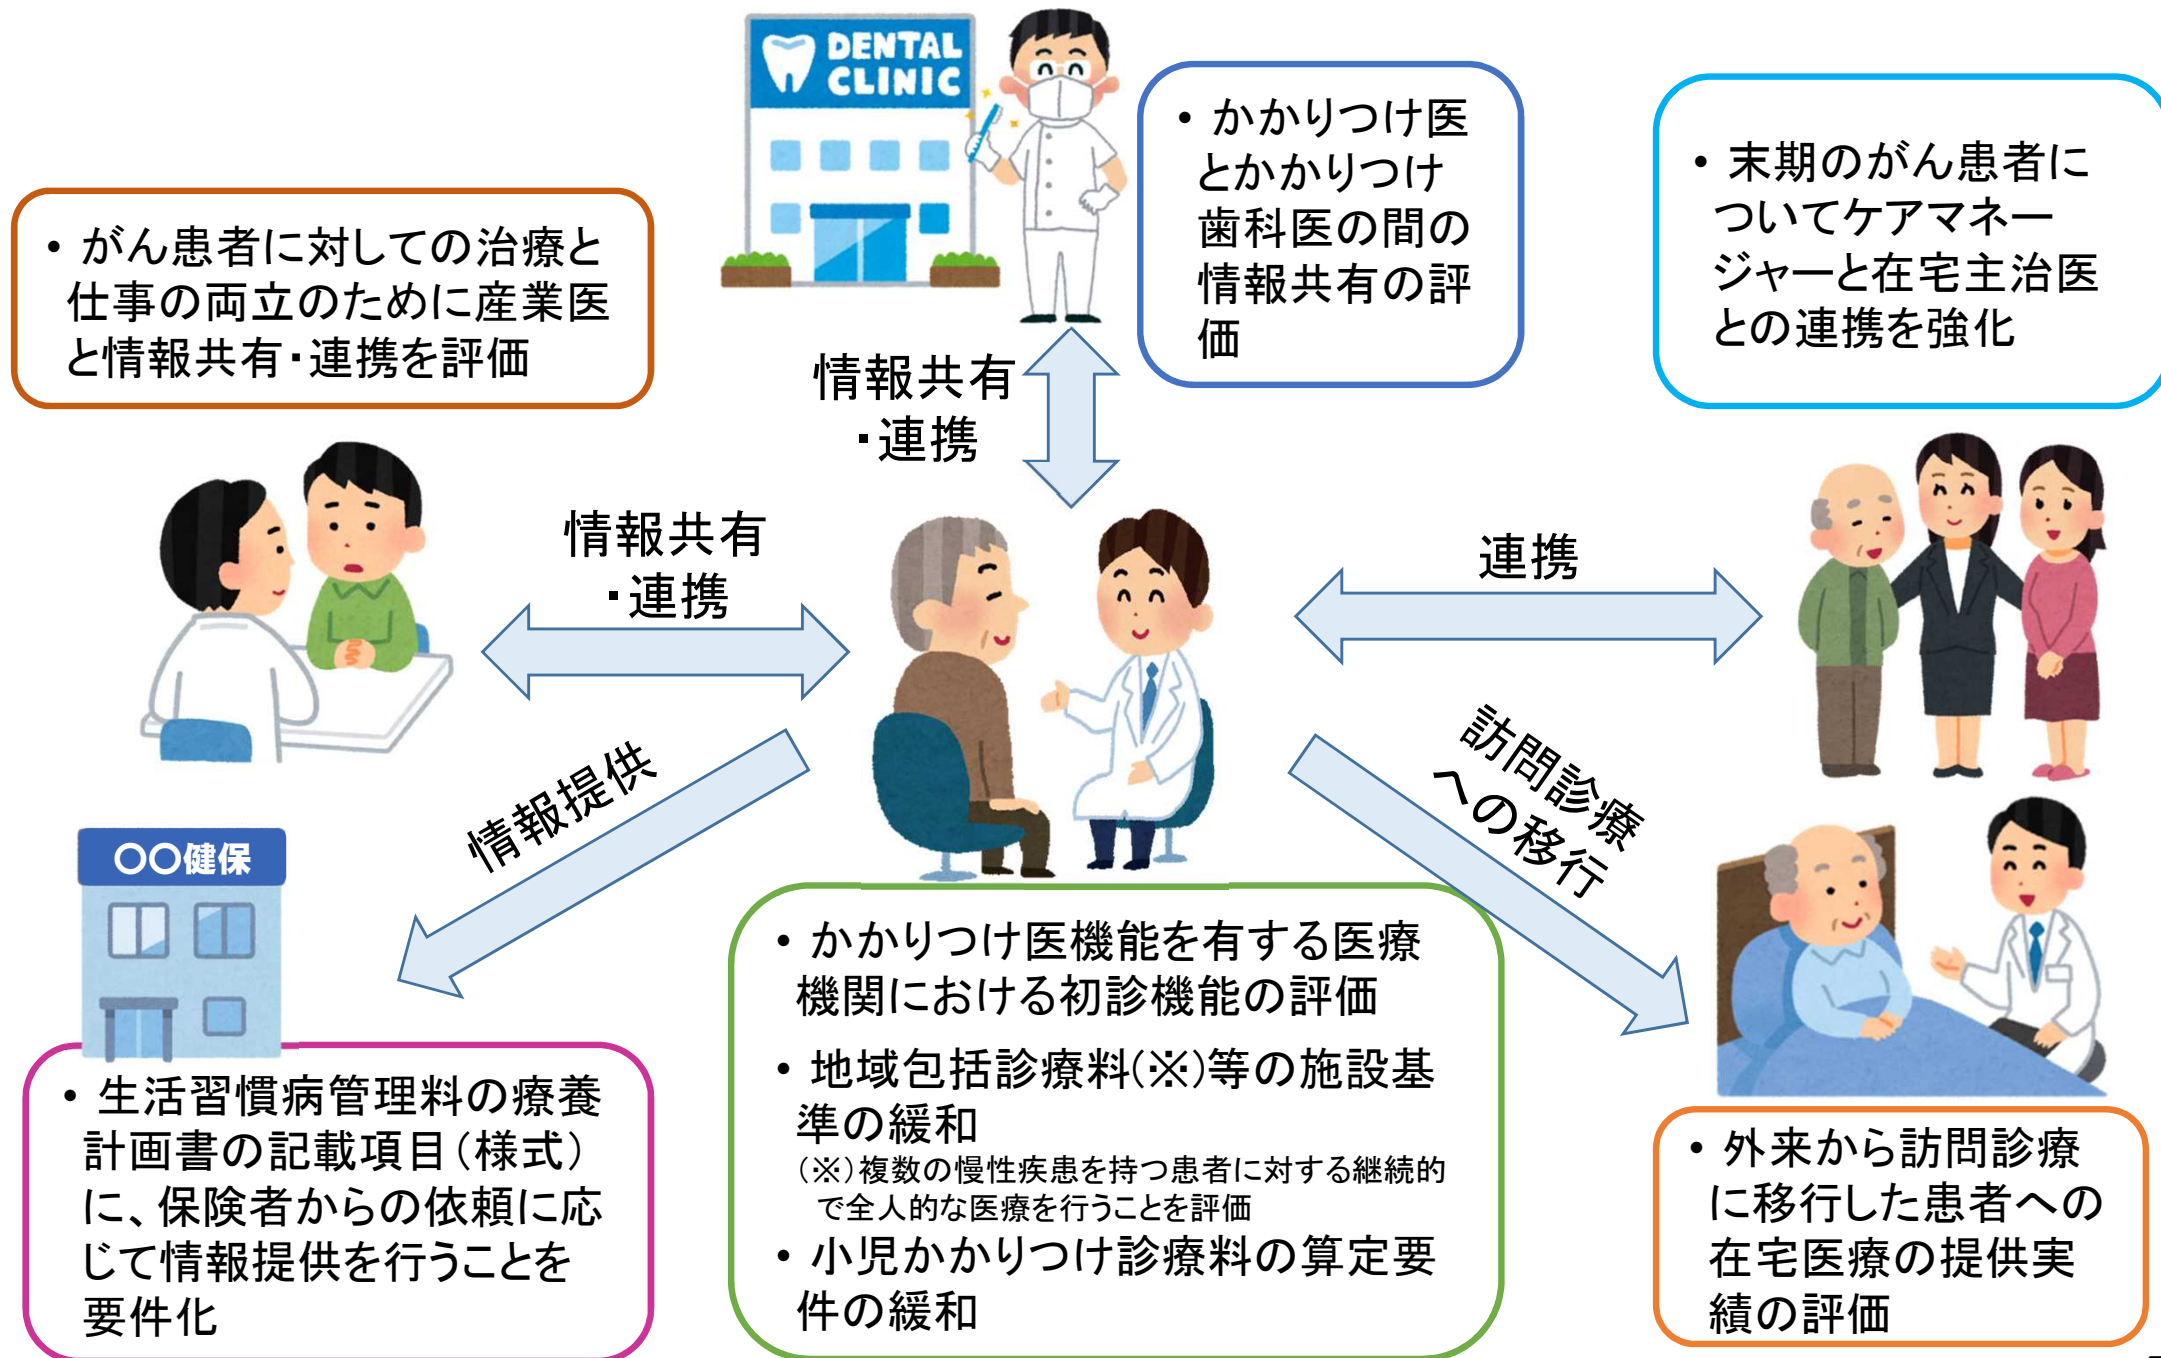 DENTAL
CLINIC
• かかりつけ医
とかかりつけ
歯科医の間の
情報共有の評
価
• 末期のがん患者に
ついてケアマネー
ジャーと在宅主治医
との連携を強化
• がん患者に対しての治療と
仕事の両立のために産業医
と情報共有・連携を評価
情報共有
・連携
情報共有
・連携
連携
情報提供
訪問診療
への移行
〇〇健保
• 生活習慣病管理料の療養
計画書の記載項目（様式）
に、保険者からの依頼に応
じて情報提供を行うことを
要件化
• かかりつけ医機能を有する医療
機関における初診機能の評価
• 地域包括診療料(※)等の施設基
準の緩和
（※）複数の慢性疾患を持つ患者に対する継続的
で全人的な医療を行うことを評価
• 小児かかりつけ診療料の算定要
件の緩和
• 外来から訪問診療
に移行した患者への
在宅医療の提供実
績の評価